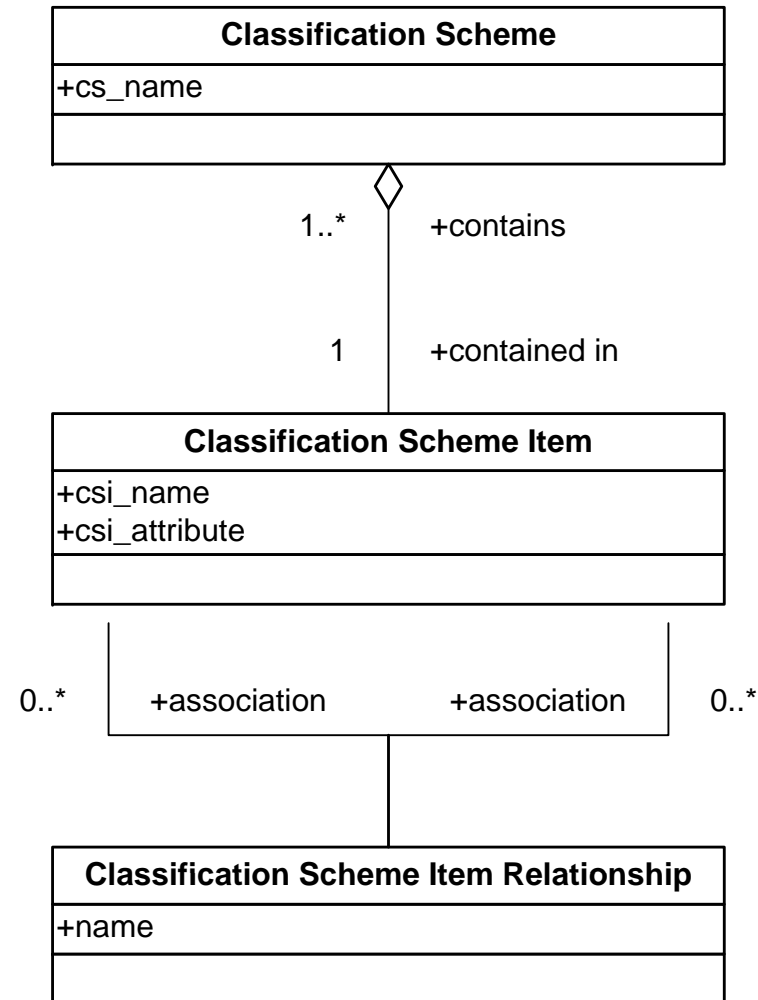 Classification Scheme
+cs_name
1..* +contains
1 +contained in
Classification Scheme Item
+csi_name
+csi_attribute
0..* +association +association 0..*
Classification Scheme Item Relationship
+name